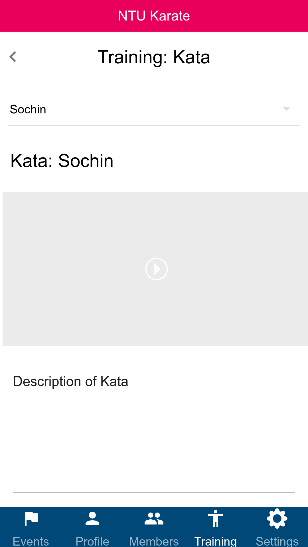 NTU Karate
Training: Kata
Sochin
Kata: Sochin
Description of Kata
Events Profile Members Training Settings